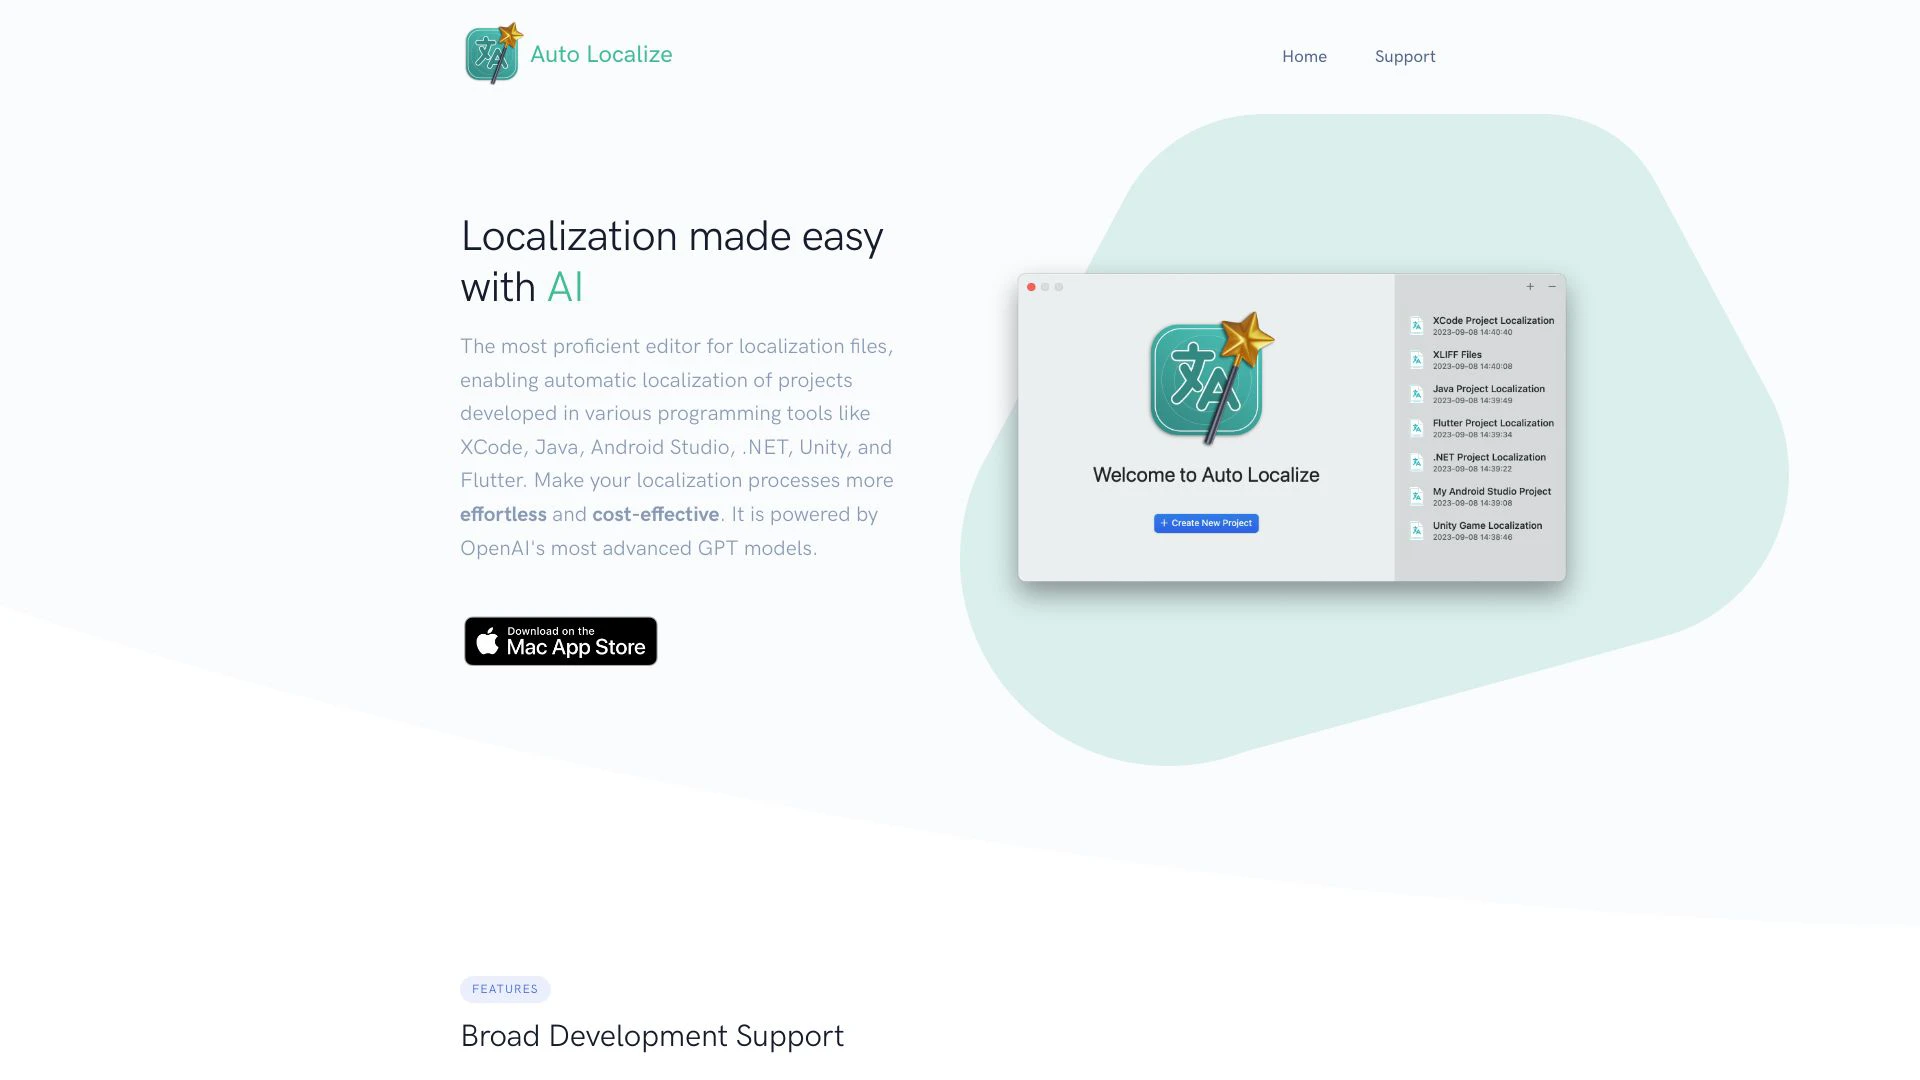 Auto Localize
Home
Support
Localization made easy
with AI
The most proficient editor for localization files,
enabling automatic localization of projects
developed in various programming tools like
XCode, Java, Android Studio, .NET, Unity, and
Flutter. Make your localization processes more
effortless and cost-effective. It is powered by
OpenAI's most advanced GPT models.
Download on the
Mac App Store
Welcome to Auto Localize
+ Create New Project
XCode Project Localization
2023-09-08 14:40:40
XLIFF Files
2023-09-08 14:40:08
Java Project Localization
2023-09-08 14:39:49
Flutter Project Localization
2023-09-08 14:39:34
.NET Project Localization
2023-09-08 14:39:22
My Android Studio Project
2023-09-08 14:39:08
Unity Game Localization
2023-09-08 14:38:46
FEATURES
Broad Development Support